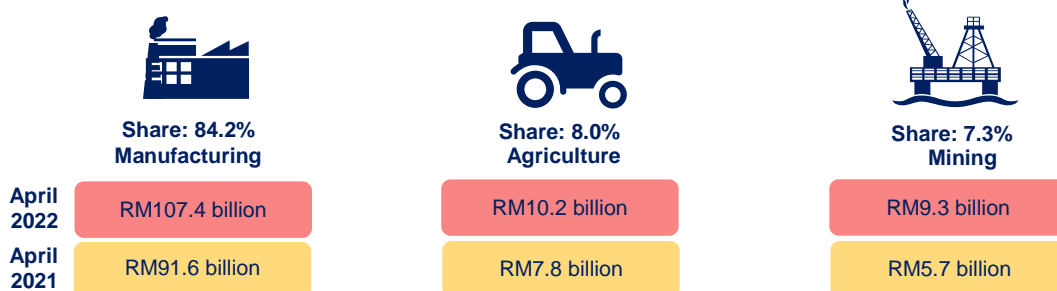 Share: 84.2%
Manufacturing
Share: 8.0%
Agriculture
Share: 7.3%
Mining
April
2022
RM107.4 billion
RM10.2 billion
RM9.3 billion
April
2021
RM91.6 billion
RM7.8 billion
RM5.7 billion